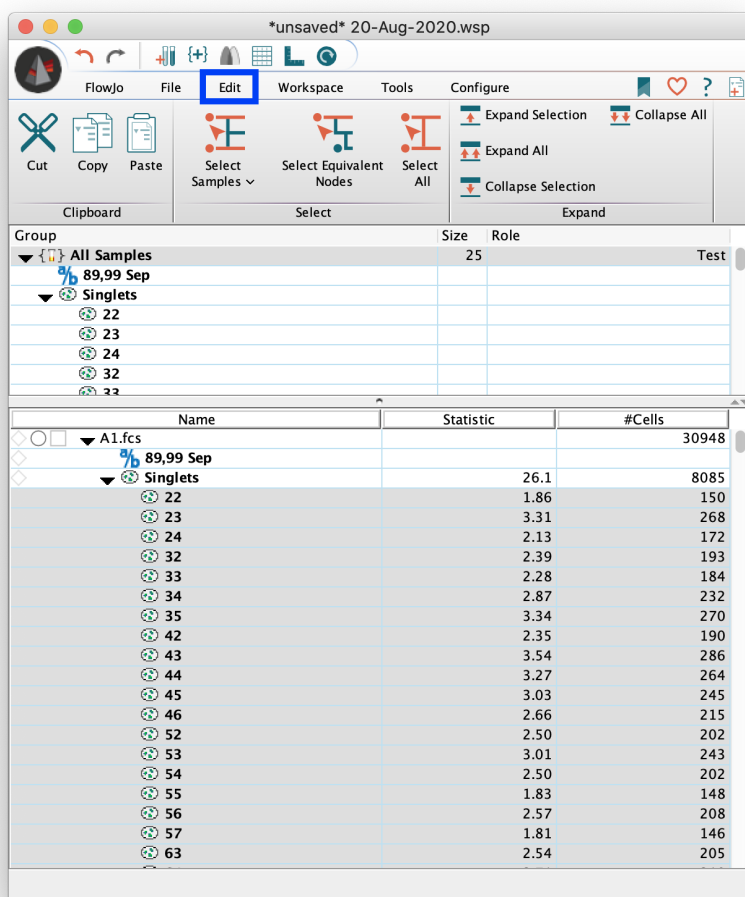 *unsaved* 20-Aug-2020.wsp
{+}
FlowJo File Edit Workspace Tools Configure ?
Expand Selection Collapse All
Expand All
Collapse Selection
Cut Copy Paste
Select Samples
Select Equivalent Nodes
Select All
Clipboard Select Expand
Group Size Role
{ } All Samples 25 Test
a/b 89,99 Sep
Singlets
22
23
24
32
33
Name Statistic #Cells
A1.fcs 30948
a/b 89,99 Sep
Singlets 26.1 8085
22 1.86 150
23 3.31 268
24 2.13 172
32 2.39 193
33 2.28 184
34 2.87 232
35 3.34 270
42 2.35 190
43 3.54 286
44 3.27 264
45 3.03 245
46 2.66 215
52 2.50 202
53 3.01 243
54 2.50 202
55 1.83 148
56 2.57 208
57 1.81 146
63 2.54 205